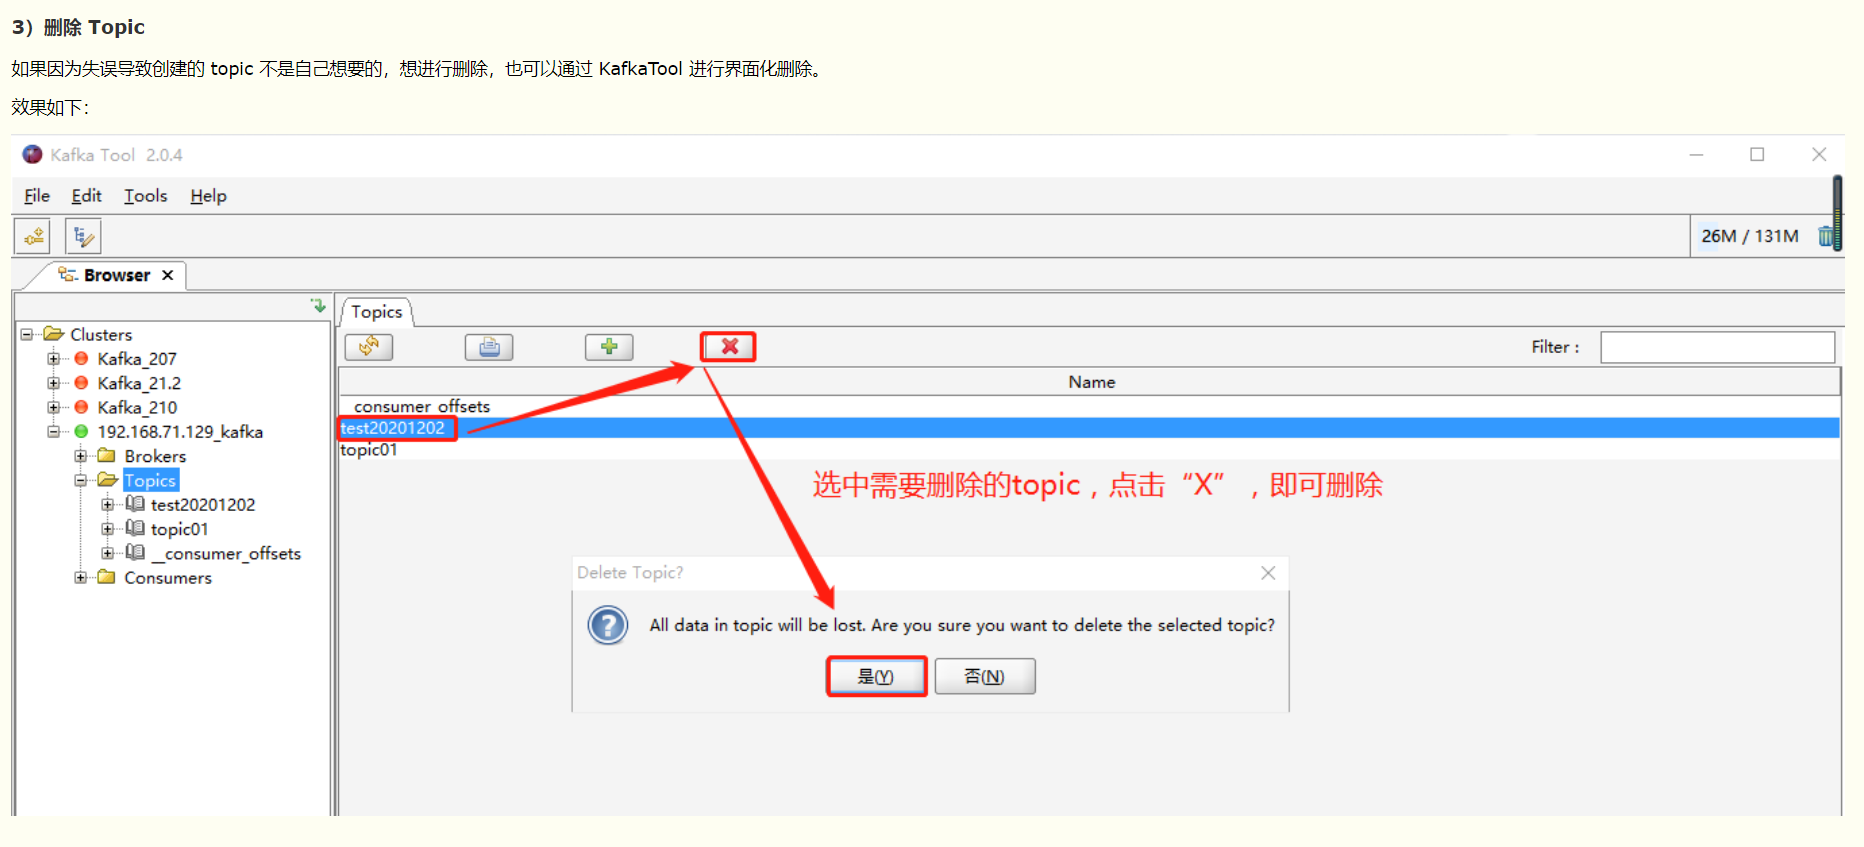 3）删除 Topic
如果因为失误导致创建的 topic 不是自己想要的，想进行删除，也可以通过 KafkaTool 进行界面化删除。
效果如下：
Kafka Tool 2.0.4
File Edit Tools Help
26M / 131M
Browser
Topics
Clusters
Kafka_207
Kafka_21.2
Kafka_210
192.168.71.129_kafka
Brokers
Topics
test20201202
topic01
__consumer_offsets
Consumers
Filter :
Name
__consumer_offsets
test20201202
topic01
选中需要删除的topic，点击“X”，即可删除
Delete Topic?
All data in topic will be lost. Are you sure you want to delete the selected topic?
是(Y) 否(N)